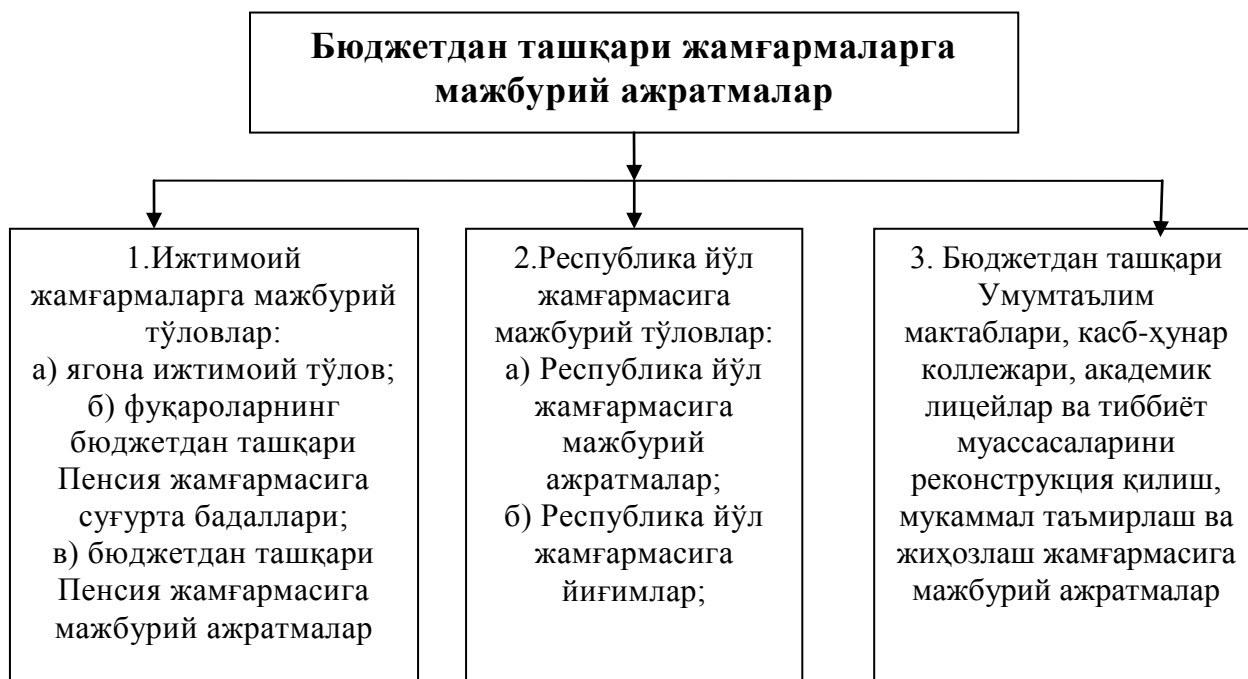 Бюджетдан ташқари жамғармаларга
мажбурий ажратмалар
1.Ижтимоий
жамғармаларга мажбурий
тўловлар:
а) ягона ижтимоий тўлов;
б) фуқароларнинг
бюджетдан ташқари
Пенсия жамғармасига
суғурта бадаллари;
в) бюджетдан ташқари
Пенсия жамғармасига
мажбурий ажратмалар
2.Республика йўл
жамғармасига
мажбурий тўловлар:
а) Республика йўл
жамғармасига
мажбурий
ажратмалар;
б) Республика йўл
жамғармасига
йиғимлар;
3. Бюджетдан ташқари
Умумтаълим
мактаблари, касб-ҳунар
коллежари, академик
лицейлар ва тиббиёт
муассасаларини
реконструкция қилиш,
мукаммал таъмирлаш ва
жиҳозлаш жамғармасига
мажбурий ажратмалар